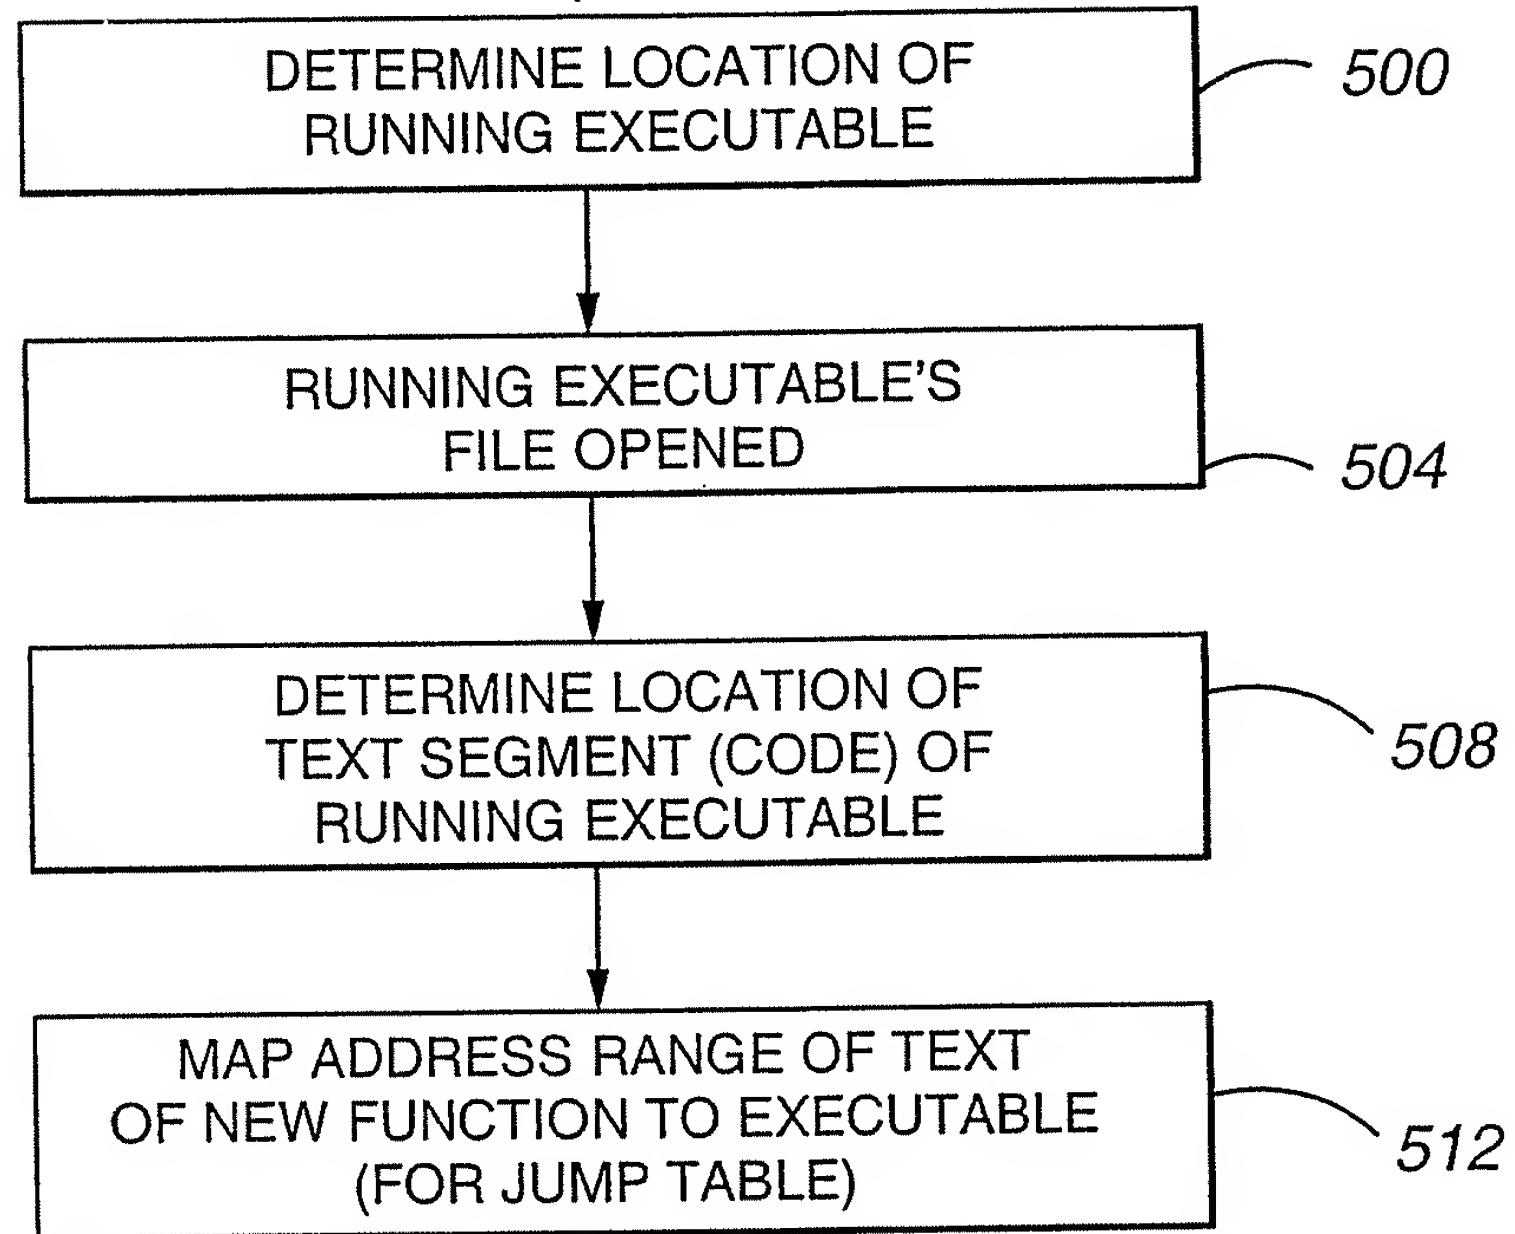 DETERMINE LOCATION OF
RUNNING EXECUTABLE
500
RUNNING EXECUTABLE'S
FILE OPENED
504
DETERMINE LOCATION OF
TEXT SEGMENT (CODE) OF
RUNNING EXECUTABLE
508
MAP ADDRESS RANGE OF TEXT
OF NEW FUNCTION TO EXECUTABLE
(FOR JUMP TABLE)
512